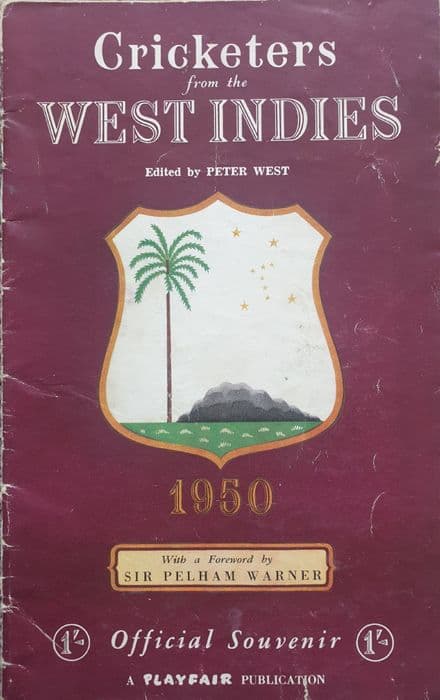 Cricketers
from the
WEST INDIES
Edited by PETER WEST
1950
With a Foreword by
SIR PELHAM WARNER
1/- Official Souvenir 1/-
A PLAYFAIR PUBLICATION